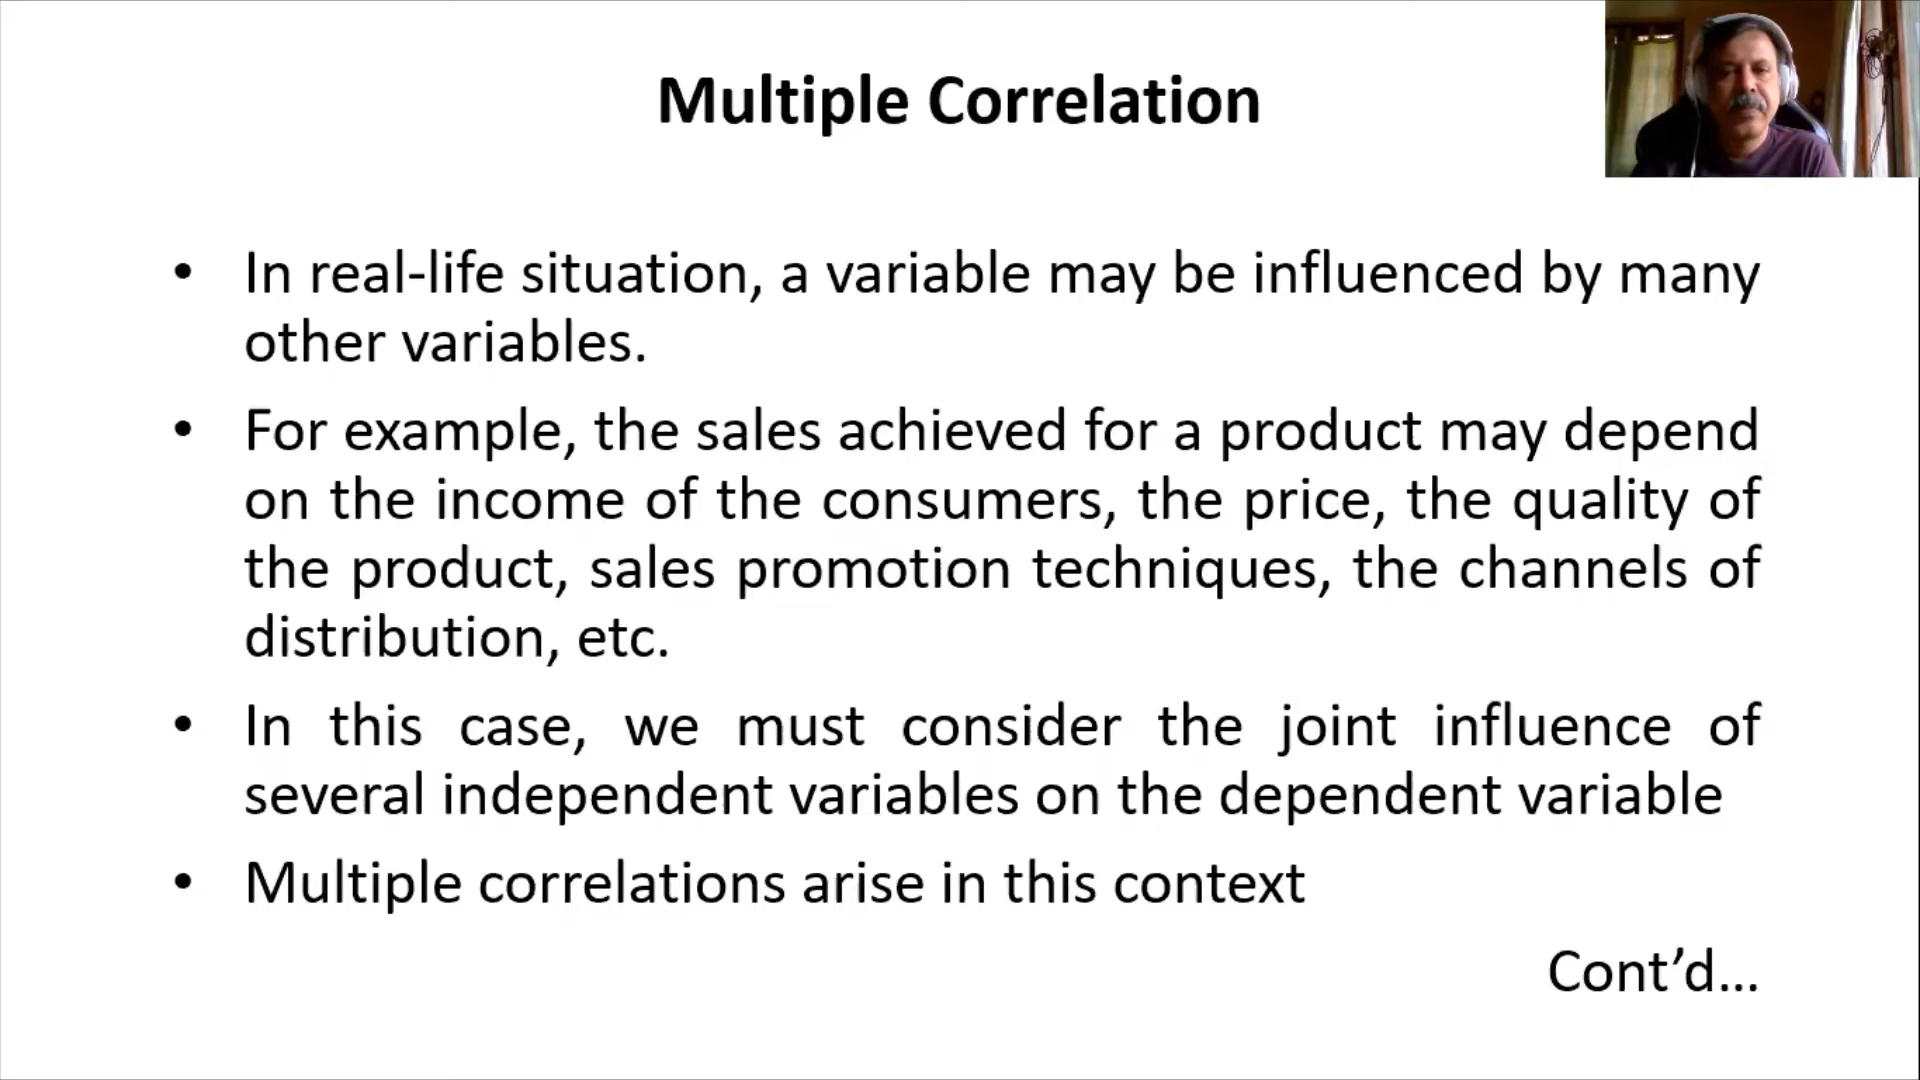 Multiple Correlation
• In real-life situation, a variable may be influenced by many
other variables.
• For example, the sales achieved for a product may depend
on the income of the consumers, the price, the quality of
the product, sales promotion techniques, the channels of
distribution, etc.
• In this case, we must consider the joint influence of
several independent variables on the dependent variable
• Multiple correlations arise in this context
Cont’d...